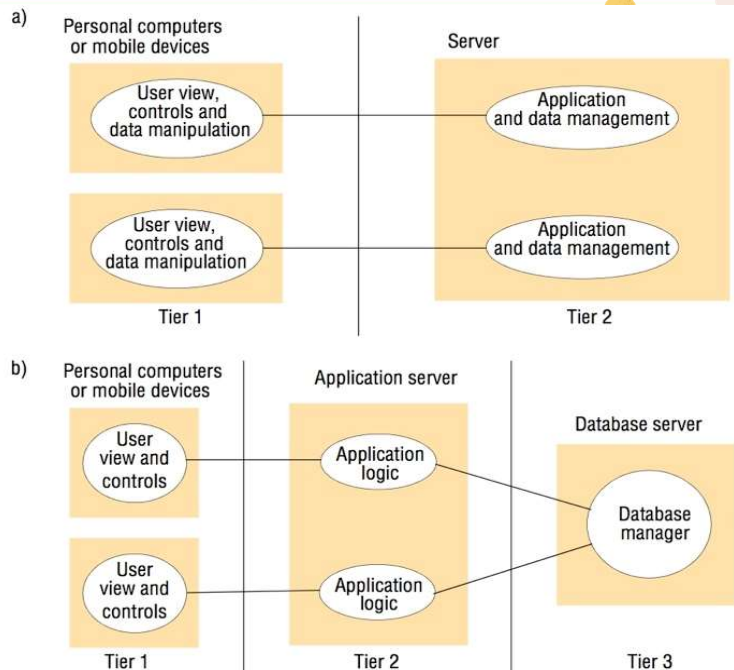 a)
Personal computers
or mobile devices
Server
User view,
controls and
data manipulation
Application
and data management
User view,
controls and
data manipulation
Application
and data management
Tier 1
Tier 2
b)
Personal computers
or mobile devices
Application server
Database server
User
view and
controls
Application
logic
Database
manager
User
view and
controls
Application
logic
Tier 1
Tier 2
Tier 3